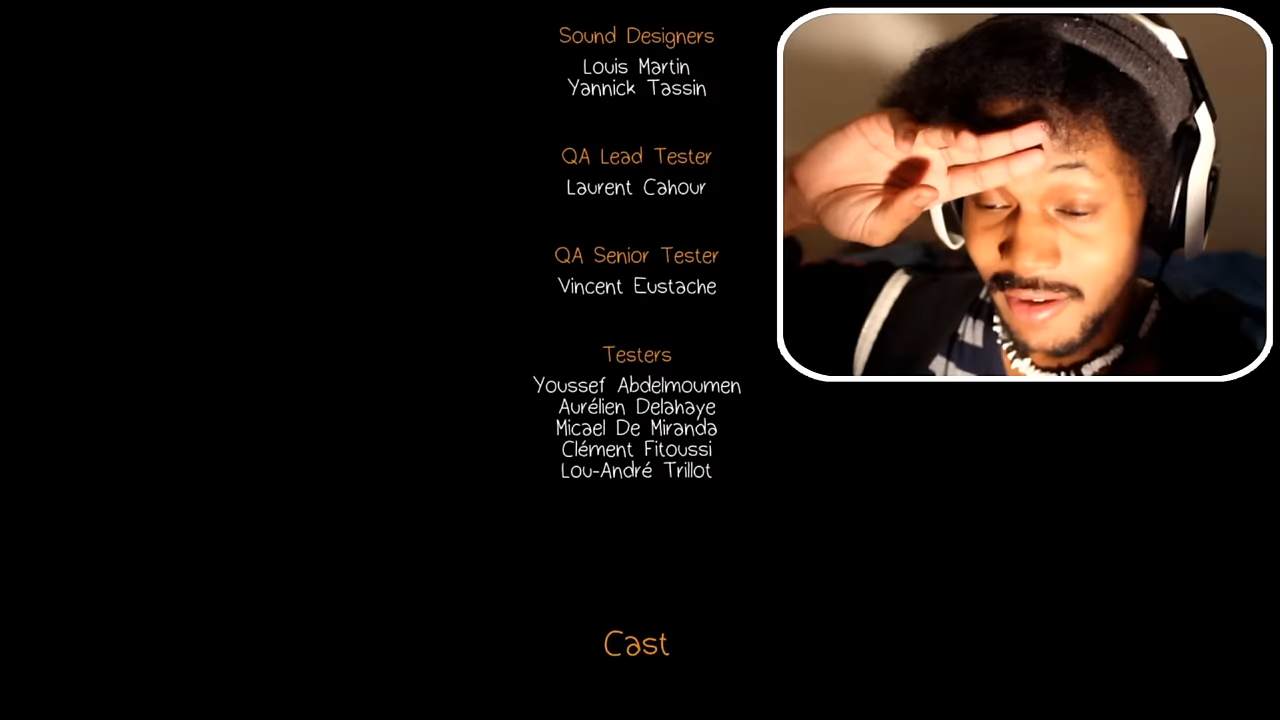 Sound Designers
Louis Martin
Yannick Tassin
QA Lead Tester
Laurent Cahour
QA Senior Tester
Vincent Eustache
Testers
Youssef Abdelmoumen
Aurélien Delahaye
Micael De Miranda
Clément Fitoussi
Lou-André Trillot
Cast